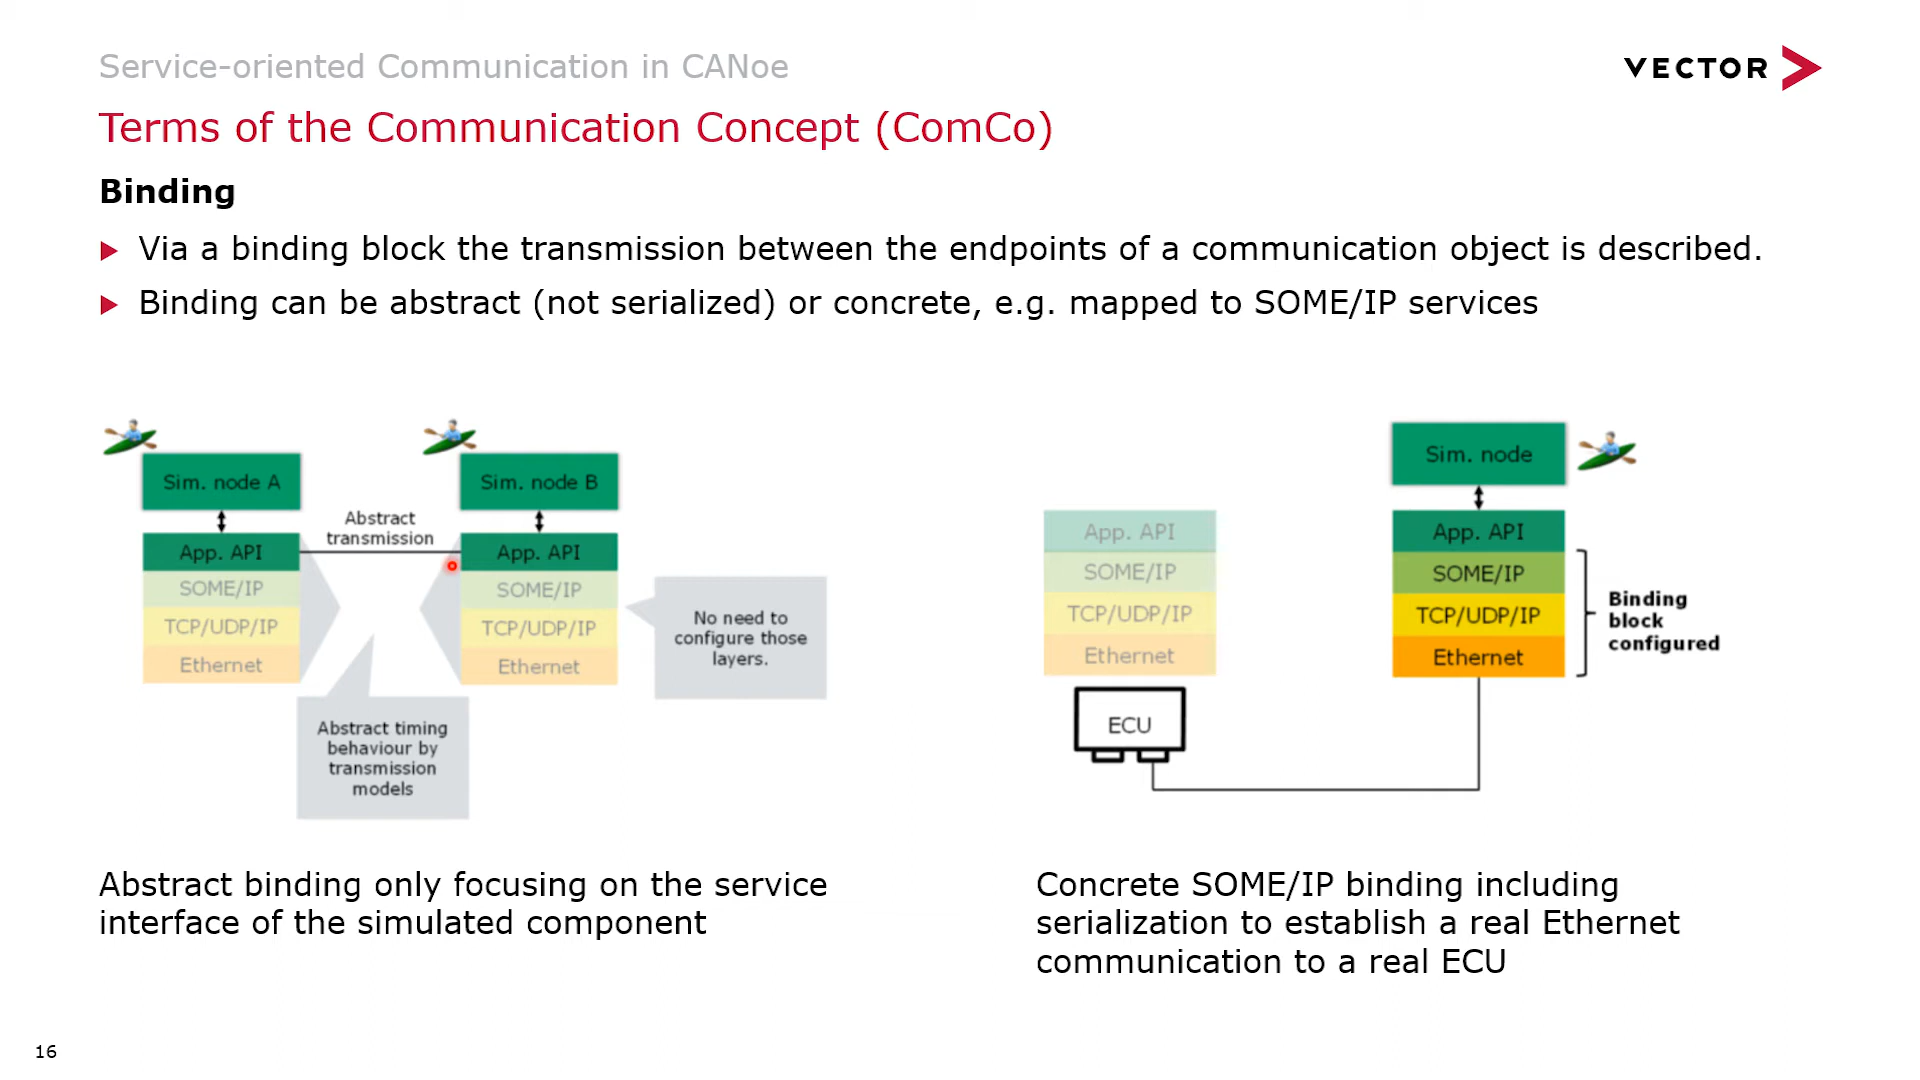 Service-oriented Communication in CANoe
VECTOR
Terms of the Communication Concept (ComCo)
Binding
Via a binding block the transmission between the endpoints of a communication object is described.
Binding can be abstract (not serialized) or concrete, e.g. mapped to SOME/IP services
Sim. node A
Sim. node B
Abstract
transmission
App. API
SOME/IP
TCP/UDP/IP
Ethernet
App. API
SOME/IP
TCP/UDP/IP
Ethernet
No need to
configure those
layers.
Abstract timing
behaviour by
transmission
models
Abstract binding only focusing on the service
interface of the simulated component
App. API
SOME/IP
TCP/UDP/IP
Ethernet
ECU
Sim. node
App. API
SOME/IP
TCP/UDP/IP
Ethernet
Binding
block
configured
Concrete SOME/IP binding including
serialization to establish a real Ethernet
communication to a real ECU
16